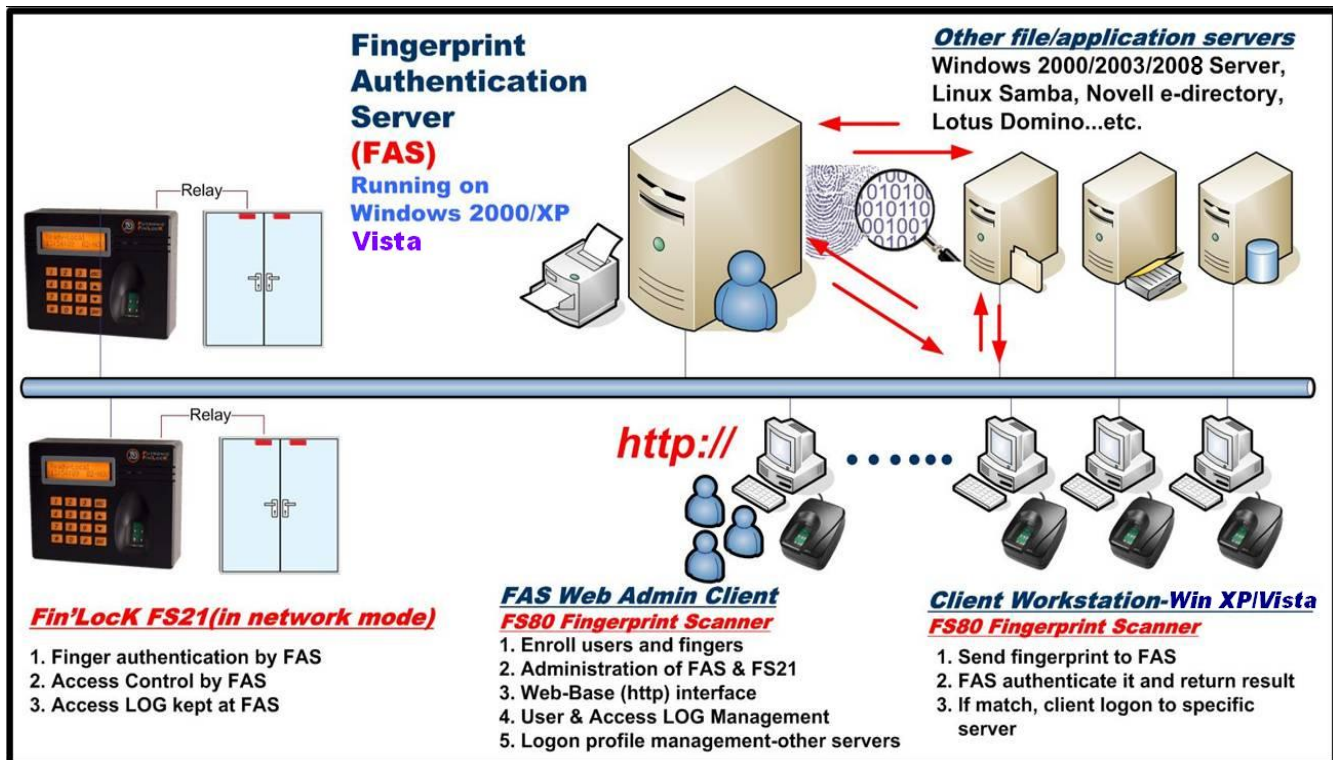 Fingerprint
Authentication
Server
(FAS)
Running on
Windows 2000/XP
Vista
Other file/application servers
Windows 2000/2003/2008 Server,
Linux Samba, Novell e-directory,
Lotus Domino...etc.
Relay
Relay
http://
Fin'LocK FS21(in network mode)
1. Finger authentication by FAS
2. Access Control by FAS
3. Access LOG kept at FAS
FAS Web Admin Client
FS80 Fingerprint Scanner
1. Enroll users and fingers
2. Administration of FAS & FS21
3. Web-Base (http) interface
4. User & Access LOG Management
5. Logon profile management-other servers
Client Workstation-Win XP/Vista
FS80 Fingerprint Scanner
1. Send fingerprint to FAS
2. FAS authenticate it and return result
3. If match, client logon to specific
server